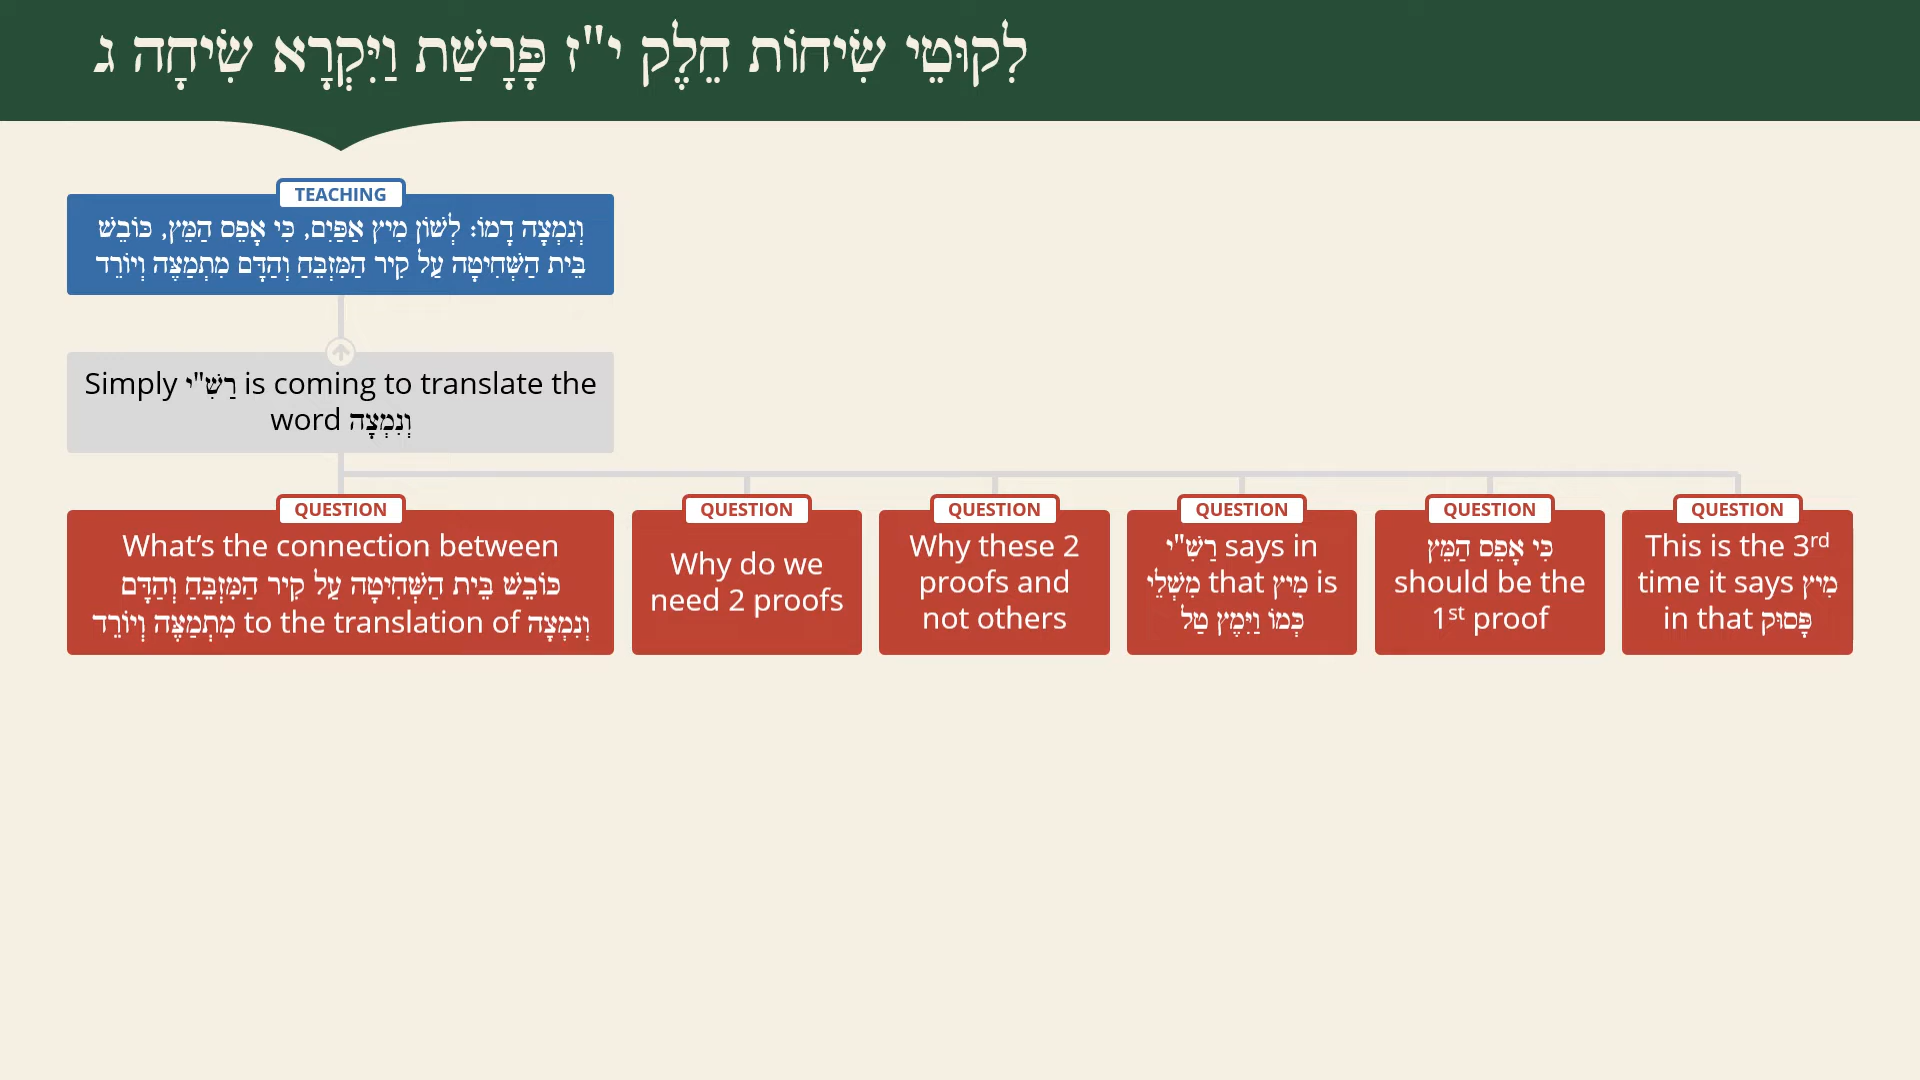 לִקוּטֵי שִׂיחוֹת חֵלֶק י"ז פָּרָשַׁת וַיִּקְרָא שִׂיחָה ג
TEACHING
וְנִמְצָה דָמוֹ: לְשׁוֹן מִיץ אַפַּיִם, כִּי אָפֵס הַמֵּץ, כּוֹבֵשׁ
בֵּית הַשְּׁחִיטָה עַל קִיר הַמִּזְבֵּחַ וְהַדָּם מִתְמַצֶּה וְיוֹרֵד
Simply רַשִׁ"י is coming to translate the
word וְנִמְצָה
QUESTION
What’s the connection between
כּוֹבֵשׁ בֵּית הַשְּׁחִיטָה עַל קִיר הַמִּזְבֵּחַ וְהַדָּם
מִתְמַצֶּה וְיוֹרֵד to the translation of וְנִמְצָה
QUESTION
Why do we
need 2 proofs
QUESTION
Why these 2
proofs and
not others
QUESTION
רַשִׁ"י says in
מִשְׁלֵי that מִיץ is
כְּמוֹ וַיִּמֶץ טַל
QUESTION
כִּי אָפֵס הַמֵּץ
should be the
1st proof
QUESTION
This is the 3rd
time it says מִיץ
in that פָּסוּק